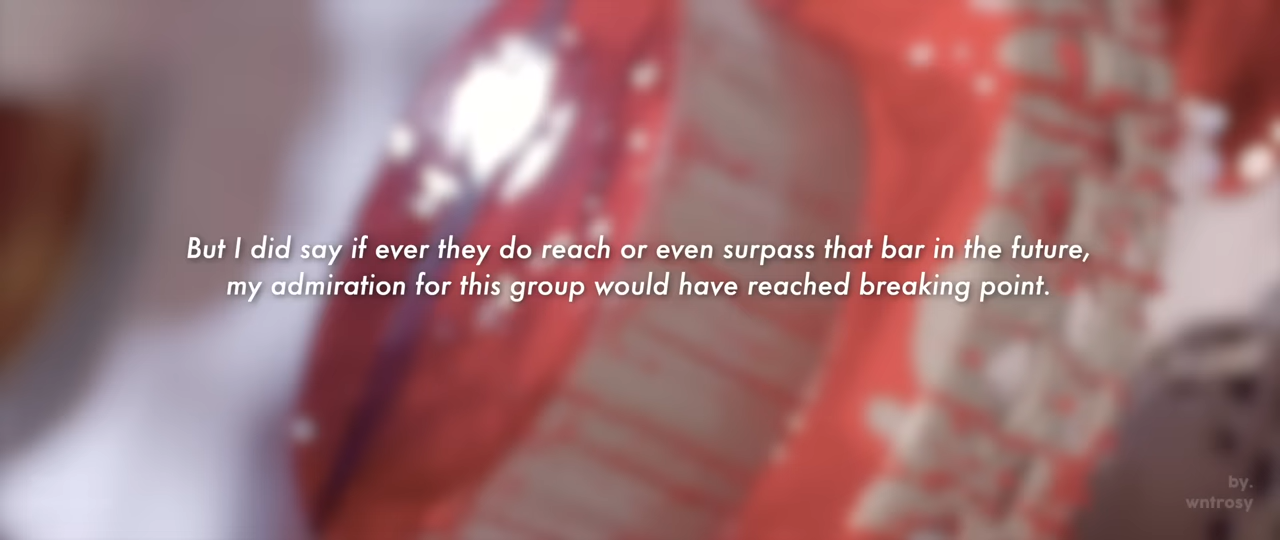 But I did say if ever they do reach or even surpass that bar in the future,
my admiration for this group would have reached breaking point.
by.
wntrosy